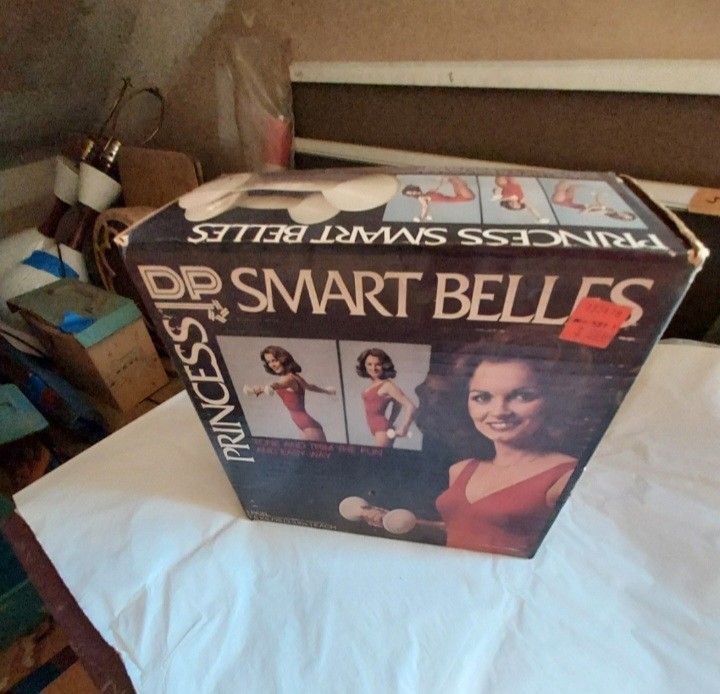 PRINCESS SMART BELLES
DP
SMART BELLES
PRINCESS
TONE AND TRIM THE FUN
AND EASY WAY